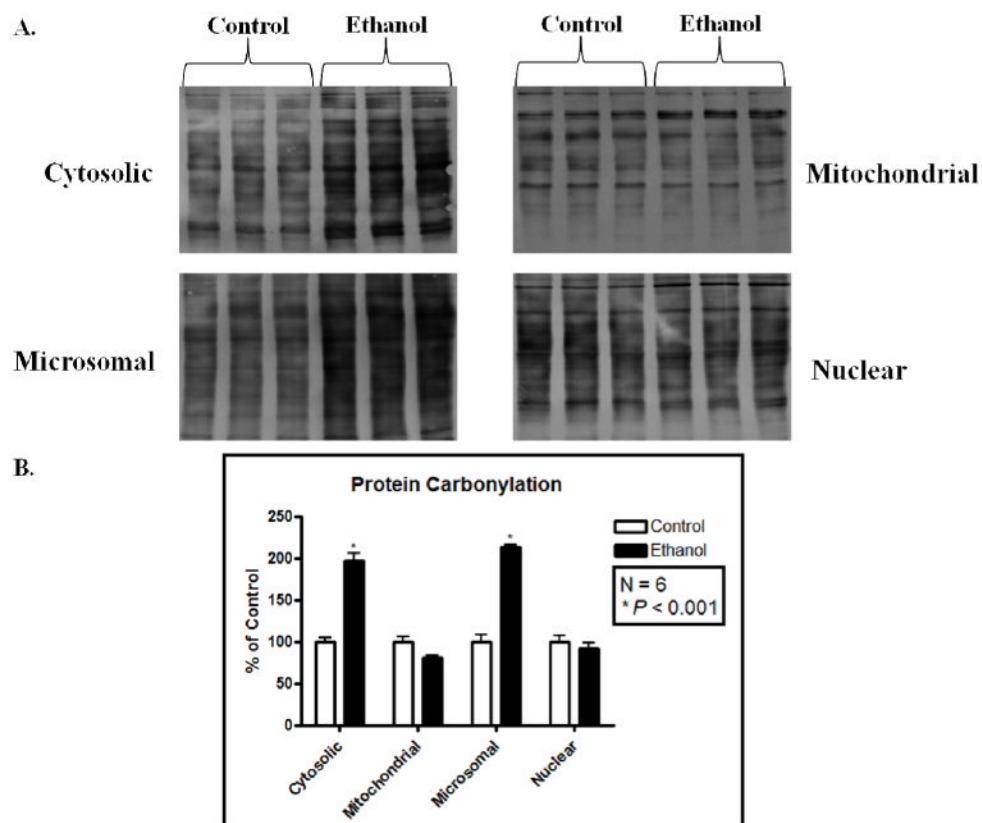 A.
Control Ethanol Control Ethanol
Cytosolic Mitochondrial
Microsomal Nuclear
B.
Protein Carbonylation
% of Control
250
200
150
100
50
0
* *
Cytosolic
Mitochondrial
Microsomal
Nuclear
Control
Ethanol
N = 6
* P < 0.001